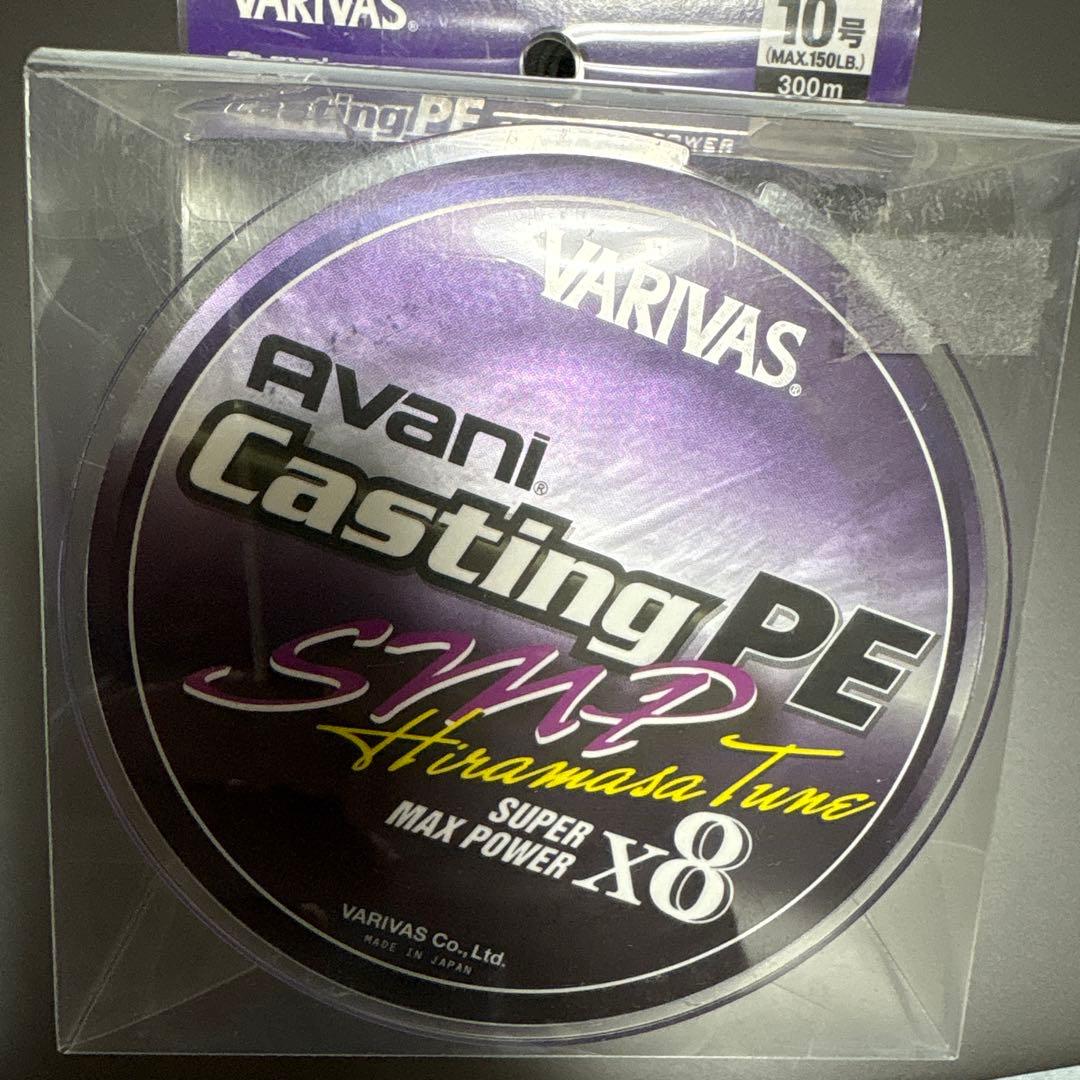 VARIVAS®
10号
(MAX.150LB.)
300m
Casting PE
POWER
VARIVAS®
Avani®
Casting PE
SMP
Hiramasa Tune
SUPER
MAX POWER X8
VARIVAS Co., Ltd.
MADE IN JAPAN